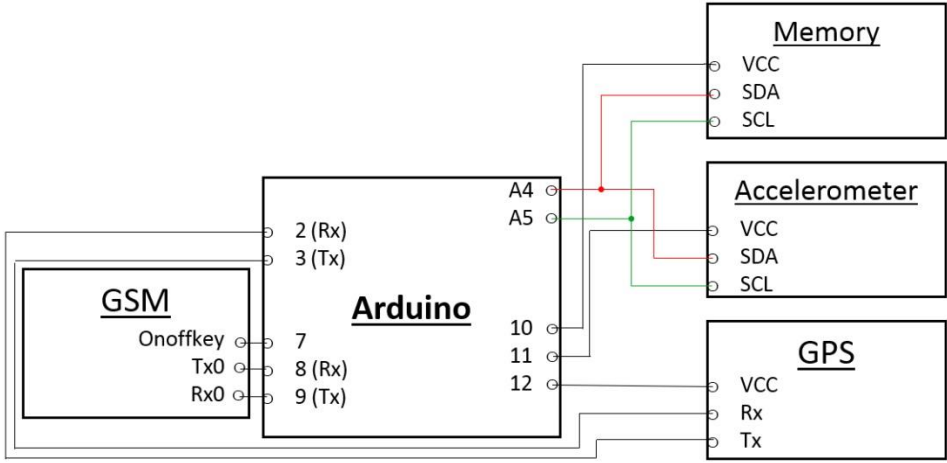 Memory
VCC
SDA
SCL
Accelerometer
VCC
SDA
SCL
GPS
VCC
Rx
Tx
Arduino
A4
A5
10
11
12
2 (Rx)
3 (Tx)
7
8 (Rx)
9 (Tx)
GSM
Onoffkey
Tx0
Rx0